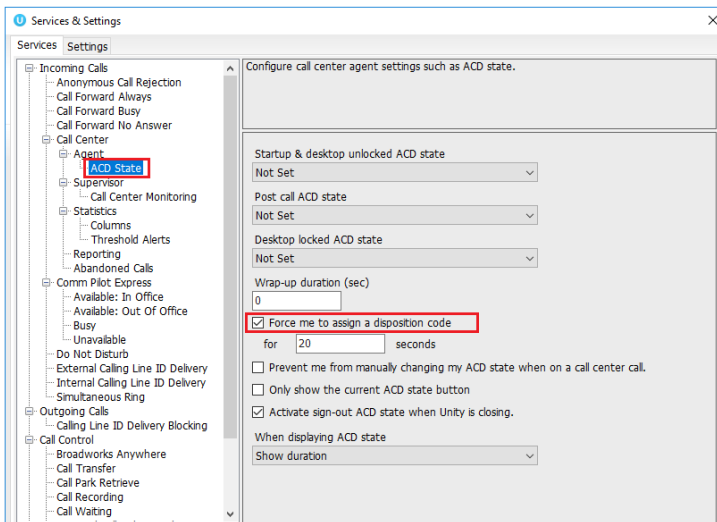 Services & Settings
Services Settings
Incoming Calls
Anonymous Call Rejection
Call Forward Always
Call Forward Busy
Call Forward No Answer
Call Center
Agent
ACD State
Supervisor
Call Center Monitoring
Statistics
Columns
Threshold Alerts
Reporting
Abandoned Calls
Comm Pilot Express
Available: In Office
Available: Out Of Office
Busy
Unavailable
Do Not Disturb
External Calling Line ID Delivery
Internal Calling Line ID Delivery
Simultaneous Ring
Outgoing Calls
Calling Line ID Delivery Blocking
Call Control
Broadworks Anywhere
Call Transfer
Call Park Retrieve
Call Recording
Call Waiting
Configure call center agent settings such as ACD state.
Startup & desktop unlocked ACD state
Not Set
Post call ACD state
Not Set
Desktop locked ACD state
Not Set
Wrap-up duration (sec)
0
Force me to assign a disposition code
for 20 seconds
Prevent me from manually changing my ACD state when on a call center call.
Only show the current ACD state button
Activate sign-out ACD state when Unity is closing.
When displaying ACD state
Show duration